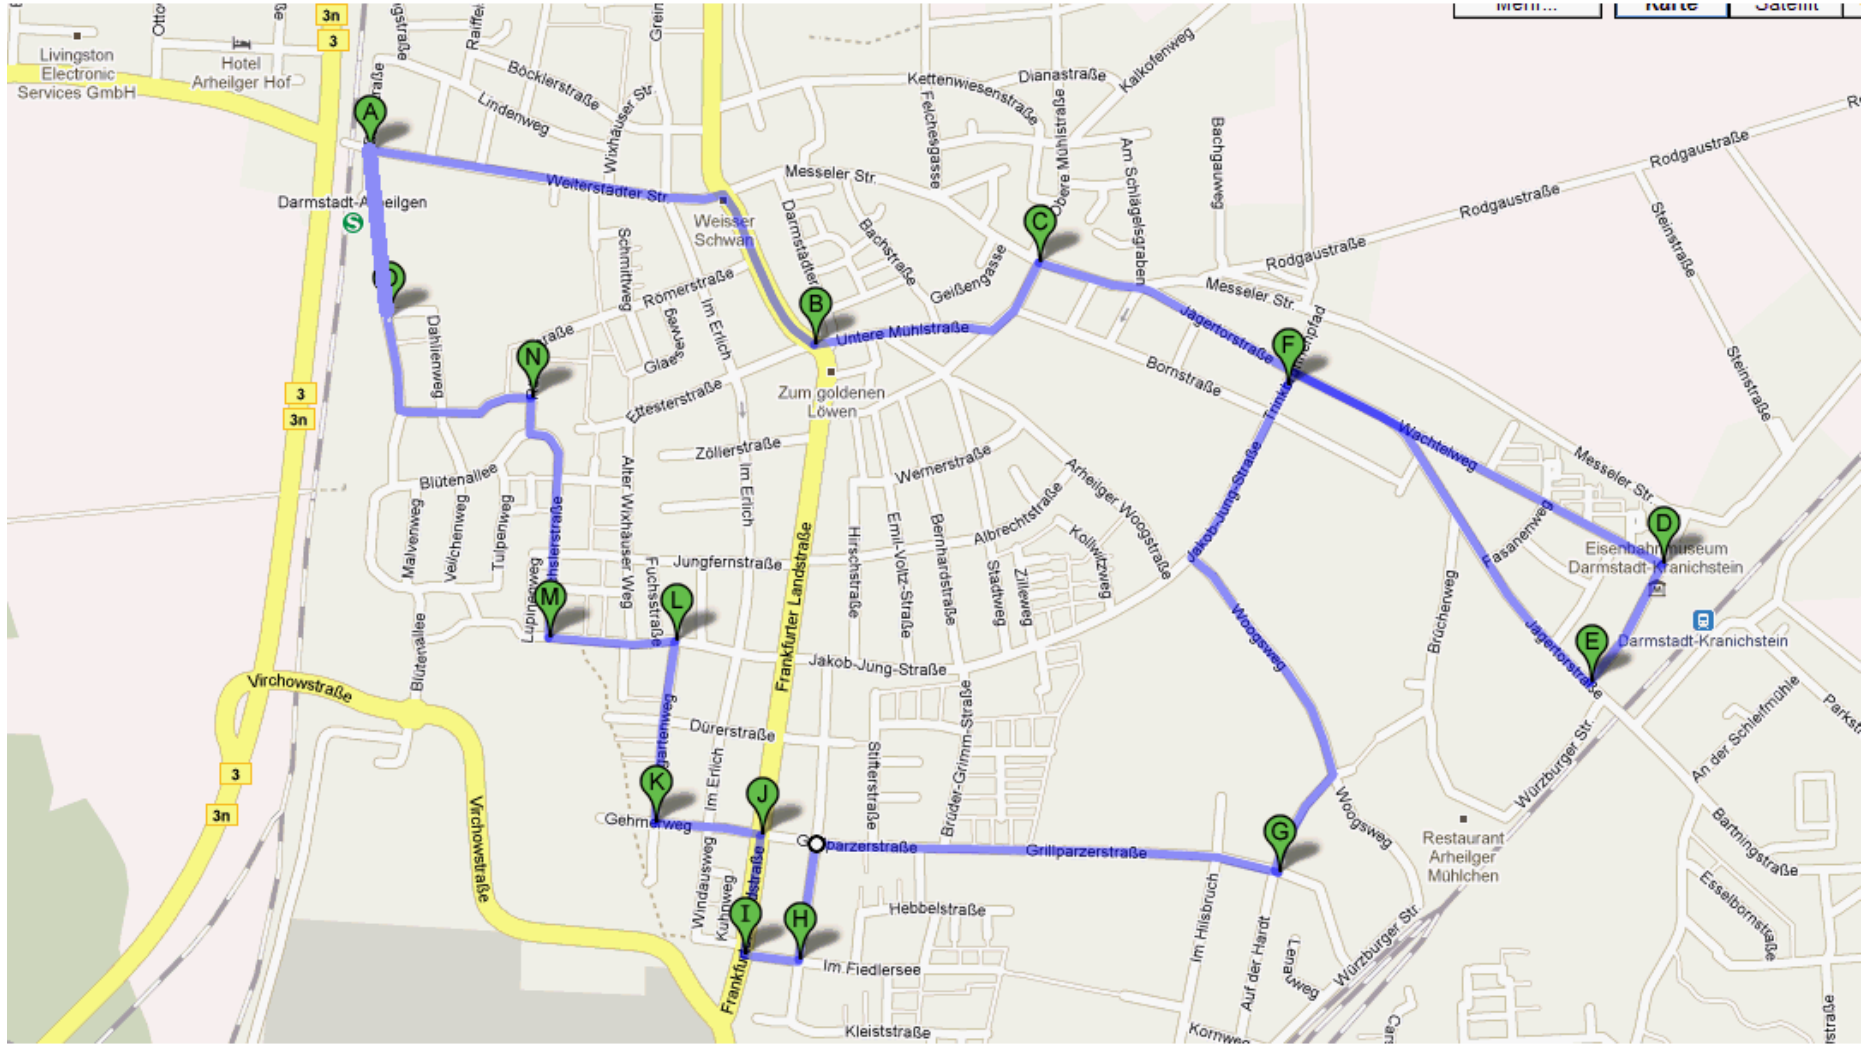 Mehr...
Karte
Satellit
3n
3
Livingston
Electronic
Services GmbH
Hotel
Arheilger Hof
Böcklerstraße
Lindenweg
Wixhäuser Str.
Kettenwiesenstraße
Dianastraße
Kalkofenweg
Felchesgasse
Obere Mühlstraße
Am Schlägelsgraben
Bachgauweg
Rodgaustraße
Rodgaustraße
Rodgaustraße
Steinstraße
Steinstraße
A
Weiterstädter Str.
Messeler Str.
Darmstadt-Arheilgen
S
Weisser
Schwan
Darmstädter
Bachstraße
Geißengasse
C
Messeler Str.
Schmittweg
Römerstraße
Im Erlich
O
B
Untere Mühlstraße
Jägertorstraße
F
Dahlienweg
N
Ettesterstraße
Zum goldenen
Löwen
Bornstraße
3
3n
Zöllerstraße
Wernerstraße
Wachtelweg
Messeler Str.
Blütenallee
Malvenweg
Veilchenweg
Tulpenweg
Lupinenweg
Alter Wixhäuser Weg
Im Erlich
Frankfurter Landstraße
Hirschstraße
Emil-Voltz-Straße
Bernhardstraße
Albrechtstraße
Arheilger Woogstraße
Kollwitzweg
Stadtweg
Zilleweg
Jakob-Jung-Straße
Fasanenweg
D
Eisenbahnmuseum
Darmstadt-Kranichstein
M
Jungfernstraße
Fuchsstraße
M
L
Woogsweg
Brücherweg
Jägertorstraße
E
Darmstadt-Kranichstein
Blütenallee
Jakob-Jung-Straße
Virchowstraße
Dürerstraße
Im Erlich
Stifterstraße
Brüder-Grimm-Straße
An der Schleifmühle
Würzburger Str.
3
3n
Virchowstraße
K
J
Gehmerweg
Grillparzerstraße
G
Woogsweg
Restaurant
Arheilger
Mühlchen
Bartningstraße
Esselbornstraße
Windausweg
Kuhnweg
I
H
Hebbelstraße
Im Fiedlersee
Im Hilsbruch
Auf der Hardt
Lenauweg
Würzburger Str.
Kleiststraße
Kornweg